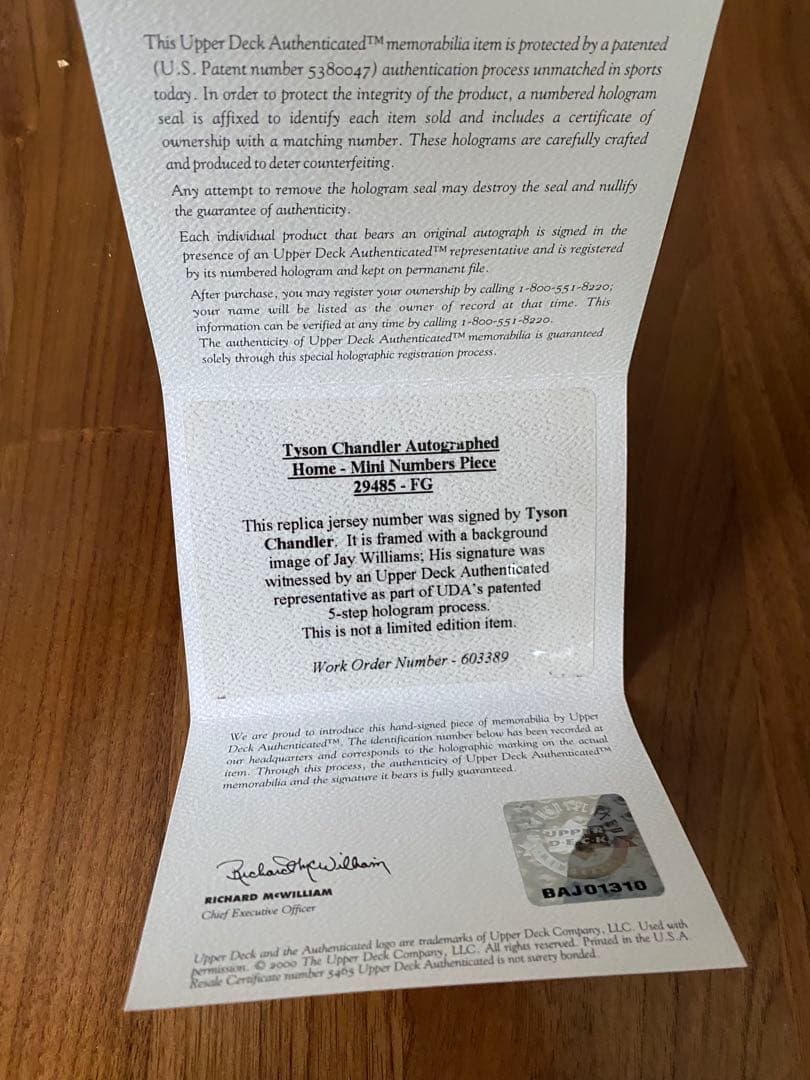 This Upper Deck Authenticated™ memorabilia item is protected by a patented
(U.S. Patent number 5380047) authentication process unmatched in sports
today. In order to protect the integrity of the product, a numbered hologram
seal is affixed to identify each item sold and includes a certificate of
ownership with a matching number. These holograms are carefully crafted
and produced to deter counterfeiting.
Any attempt to remove the hologram seal may destroy the seal and nullify
the guarantee of authenticity.
Each individual product that bears an original autograph is signed in the
presence of an Upper Deck Authenticated™ representative and is registered
by its numbered hologram and kept on permanent file.
After purchase, you may register your ownership by calling 1-800-551-8220;
your name will be listed as the owner of record at that time. This
information can be verified at any time by calling 1-800-551-8220.
The authenticity of Upper Deck Authenticated™ memorabilia is guaranteed
solely through this special holographic registration process.
Tyson Chandler Autographed
Home - Mini Numbers Piece
29485 - FG
This replica jersey number was signed by Tyson
Chandler. It is framed with a background
image of Jay Williams; His signature was
witnessed by an Upper Deck Authenticated
representative as part of UDA's patented
5-step hologram process.
This is not a limited edition item.
Work Order Number - 603389
We are proud to introduce this hand-signed piece of memorabilia by Upper
Deck Authenticated™. The identification number below has been recorded at
our headquarters and corresponds to the holographic marking on the actual
item. Through this process, the authenticity of Upper Deck Authenticated™
memorabilia and the signature it bears is fully guaranteed.
Richard McWilliam
RICHARD McWILLIAM
Chief Executive Officer
UPPER
DECK
BAJ01310
Upper Deck and the Authenticated logo are trademarks of Upper Deck Company, LLC. Used with
permission. © 2000 The Upper Deck Company, LLC. All rights reserved. Printed in the U.S.A.
Resale Certificate number 5465 Upper Deck Authenticated is not surety bonded.